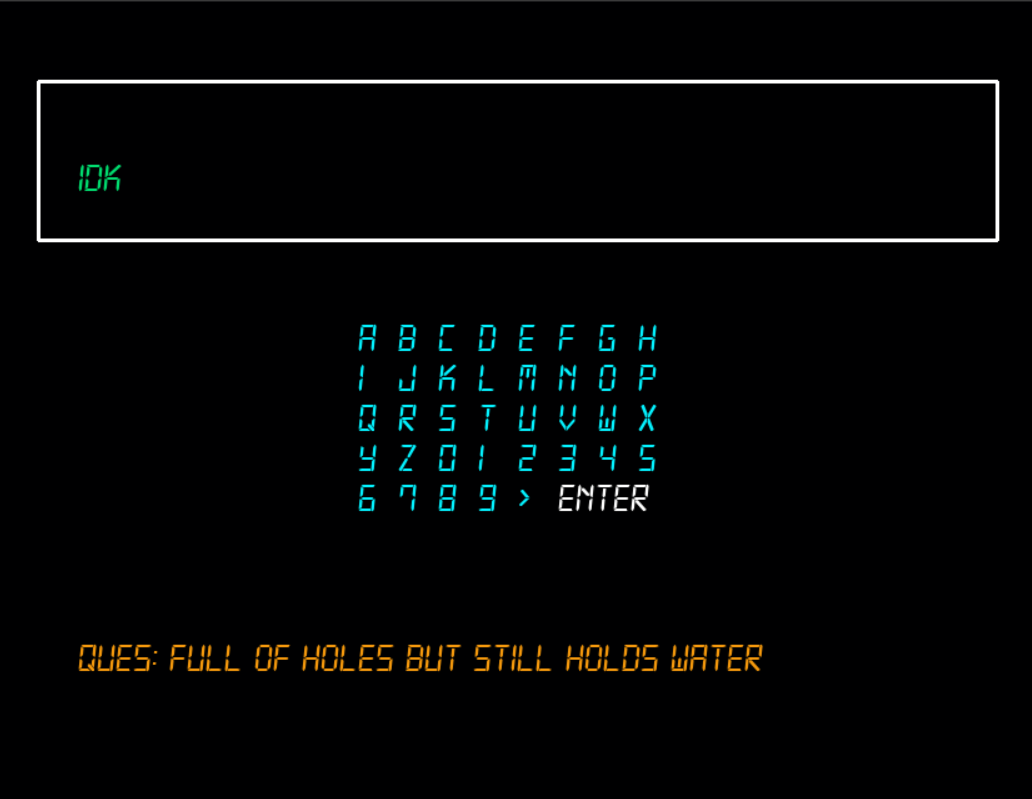 IDK
A B C D E F G H
I J K L M N O P
Q R S T U V W X
Y Z 0 1 2 3 4 5
6 7 8 9 > ENTER
QUES: FULL OF HOLES BUT STILL HOLDS WATER